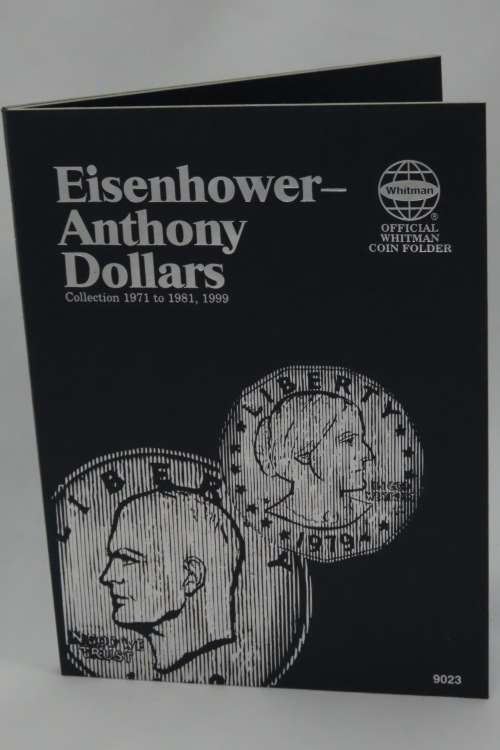 Eisenhower–
Anthony
Dollars
Collection 1971 to 1981, 1999
Whitman
®
OFFICIAL
WHITMAN
COIN FOLDER
LIBERTY
IN GOD
WE TRUST
1979
LIBER Y
IN GOD WE
TRUST
9023